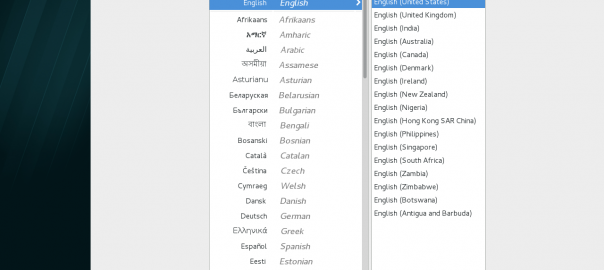 English English
Afrikaans Afrikaans
አማርኛ Amharic
العربية Arabic
অসমীয়া Assamese
Asturianu Asturian
Беларуская Belarusian
Български Bulgarian
বাংলা Bengali
Bosanski Bosnian
Català Catalan
Čeština Czech
Cymraeg Welsh
Dansk Danish
Deutsch German
Ελληνικά Greek
Español Spanish
Eesti Estonian
English (United States)
English (United Kingdom)
English (India)
English (Australia)
English (Canada)
English (Denmark)
English (Ireland)
English (New Zealand)
English (Nigeria)
English (Hong Kong SAR China)
English (Philippines)
English (Singapore)
English (South Africa)
English (Zambia)
English (Zimbabwe)
English (Botswana)
English (Antigua and Barbuda)